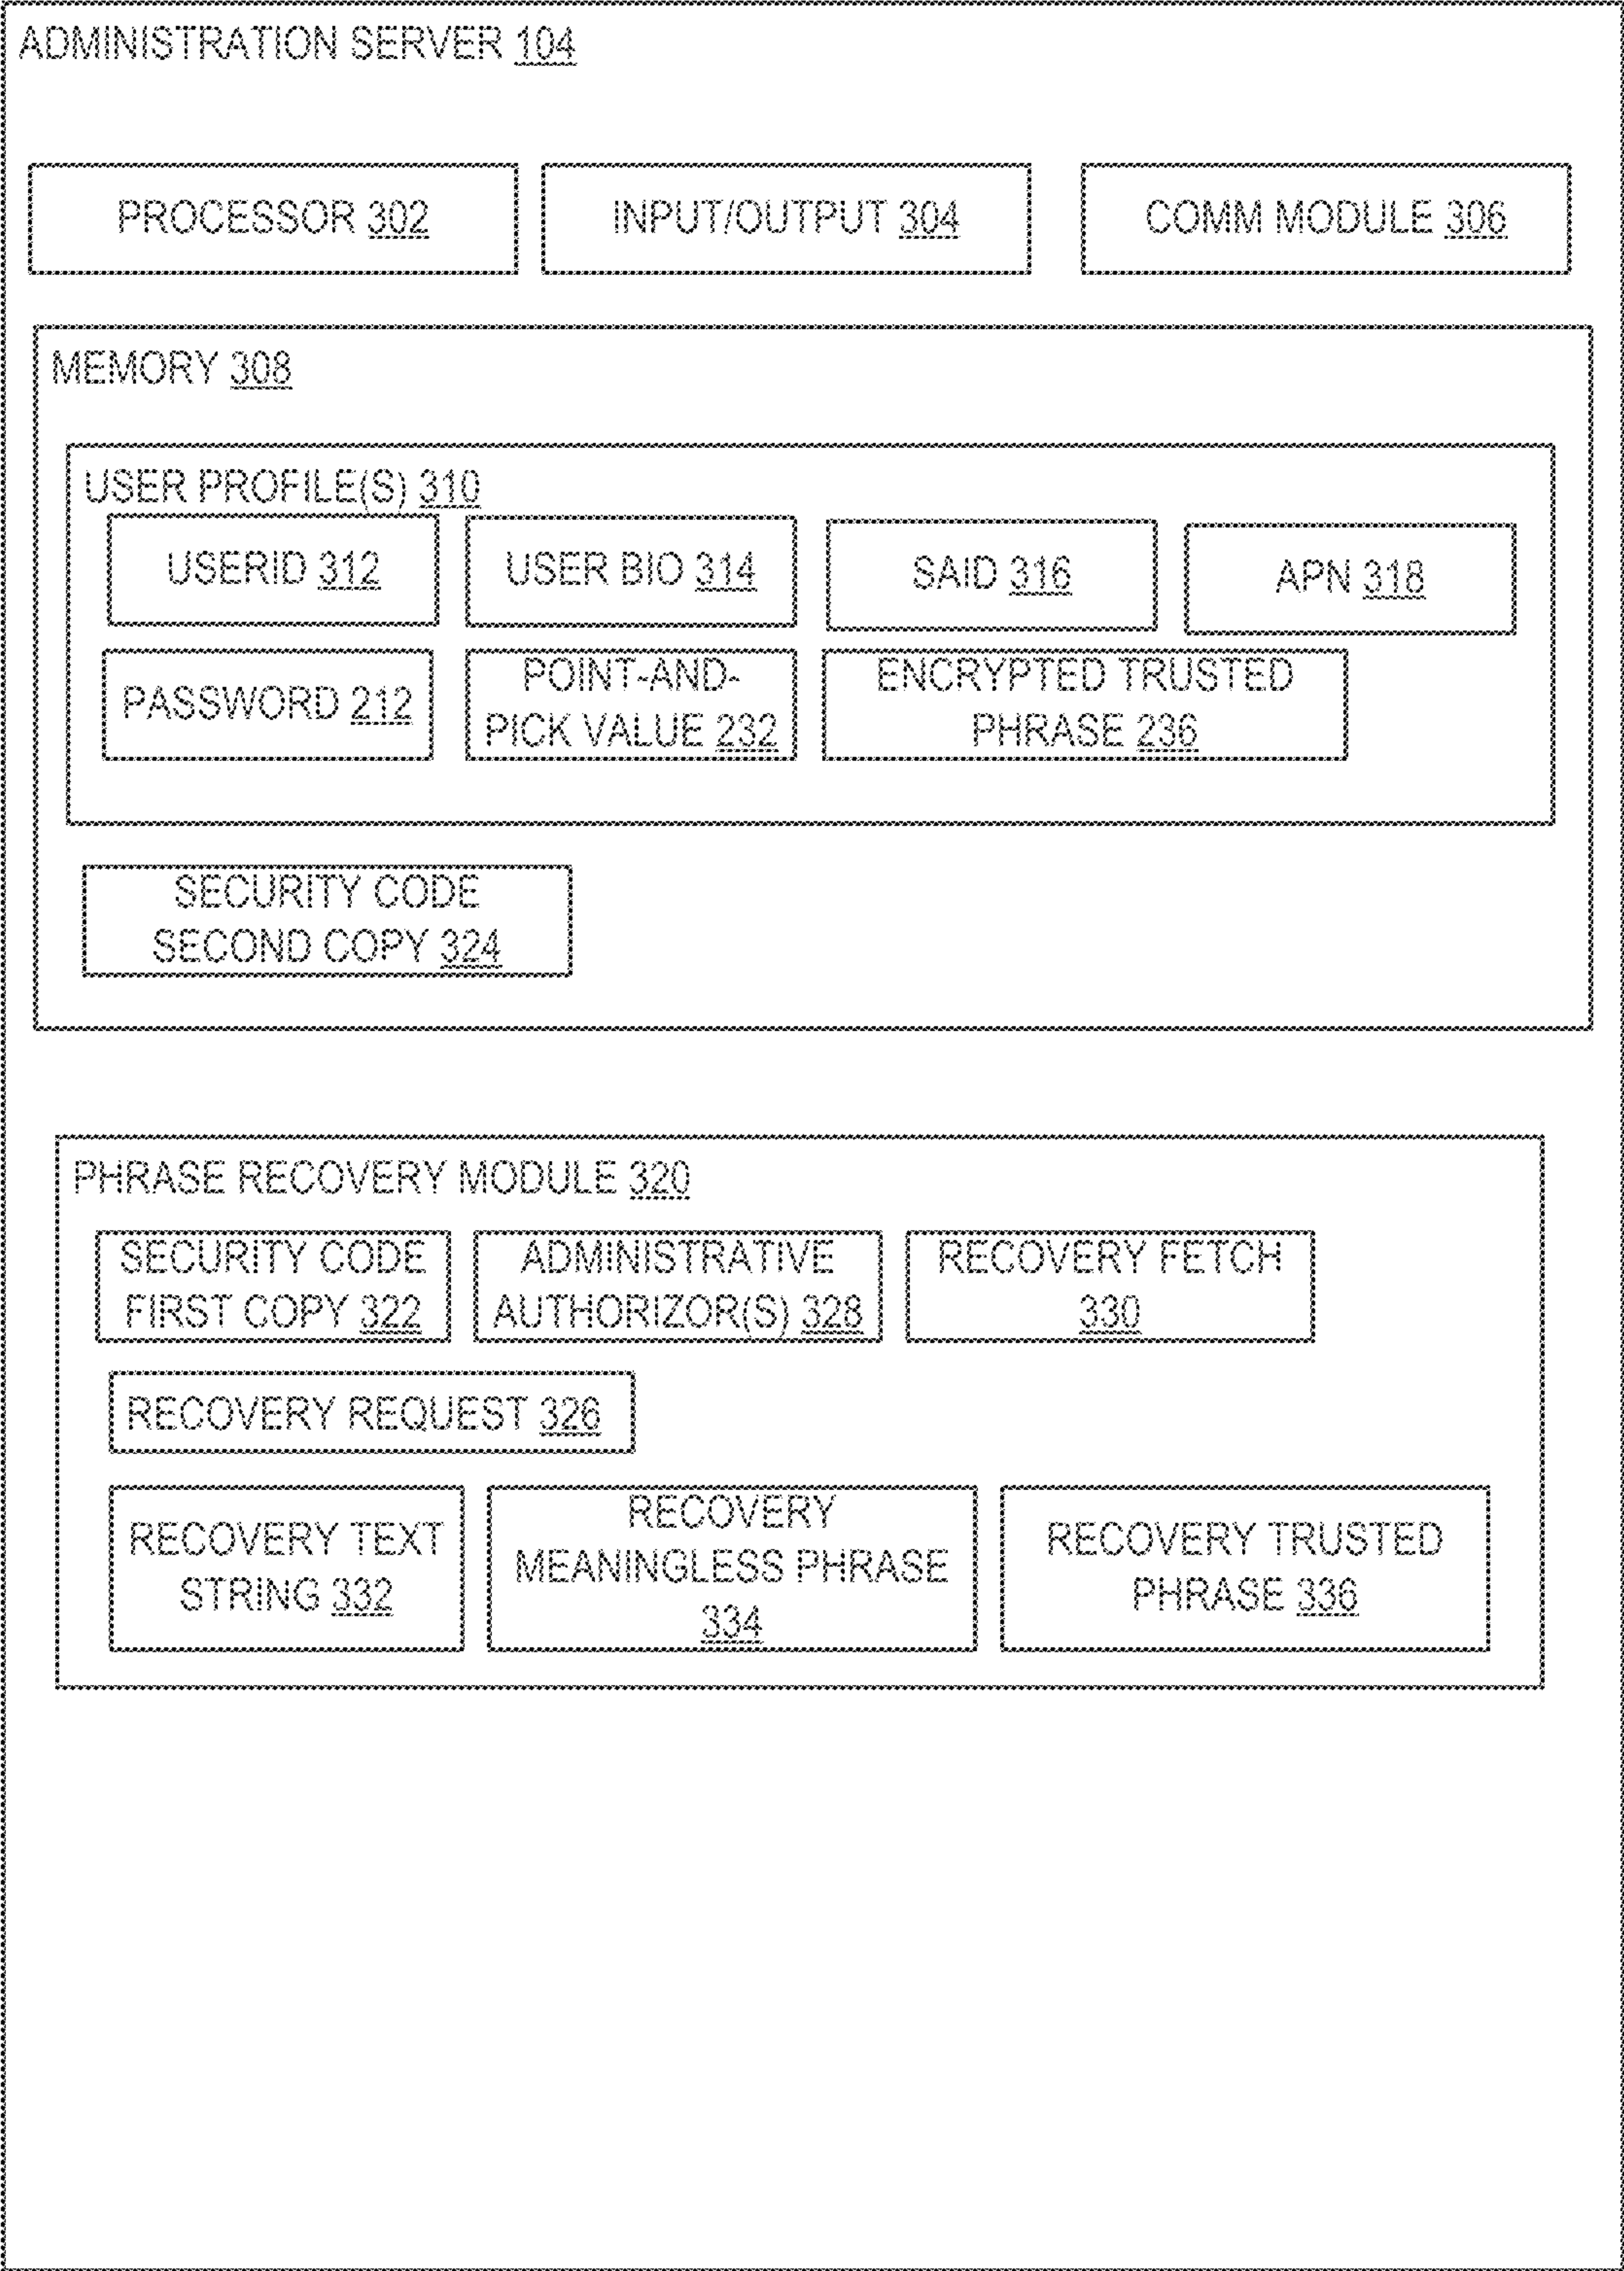 ADMINISTRATION SERVER 104
PROCESSOR 302
INPUT/OUTPUT 304
COMM MODULE 306
MEMORY 308
USER PROFILE(S) 310
USERID 312
USER BIO 314
SAID 316
APN 318
PASSWORD 212
POINT-AND-
PICK VALUE 232
ENCRYPTED TRUSTED
PHRASE 236
SECURITY CODE
SECOND COPY 324
PHRASE RECOVERY MODULE 320
SECURITY CODE
FIRST COPY 322
ADMINISTRATIVE
AUTHORIZOR(S) 328
RECOVERY FETCH
330
RECOVERY REQUEST 326
RECOVERY TEXT
STRING 332
RECOVERY
MEANINGLESS PHRASE
334
RECOVERY TRUSTED
PHRASE 336